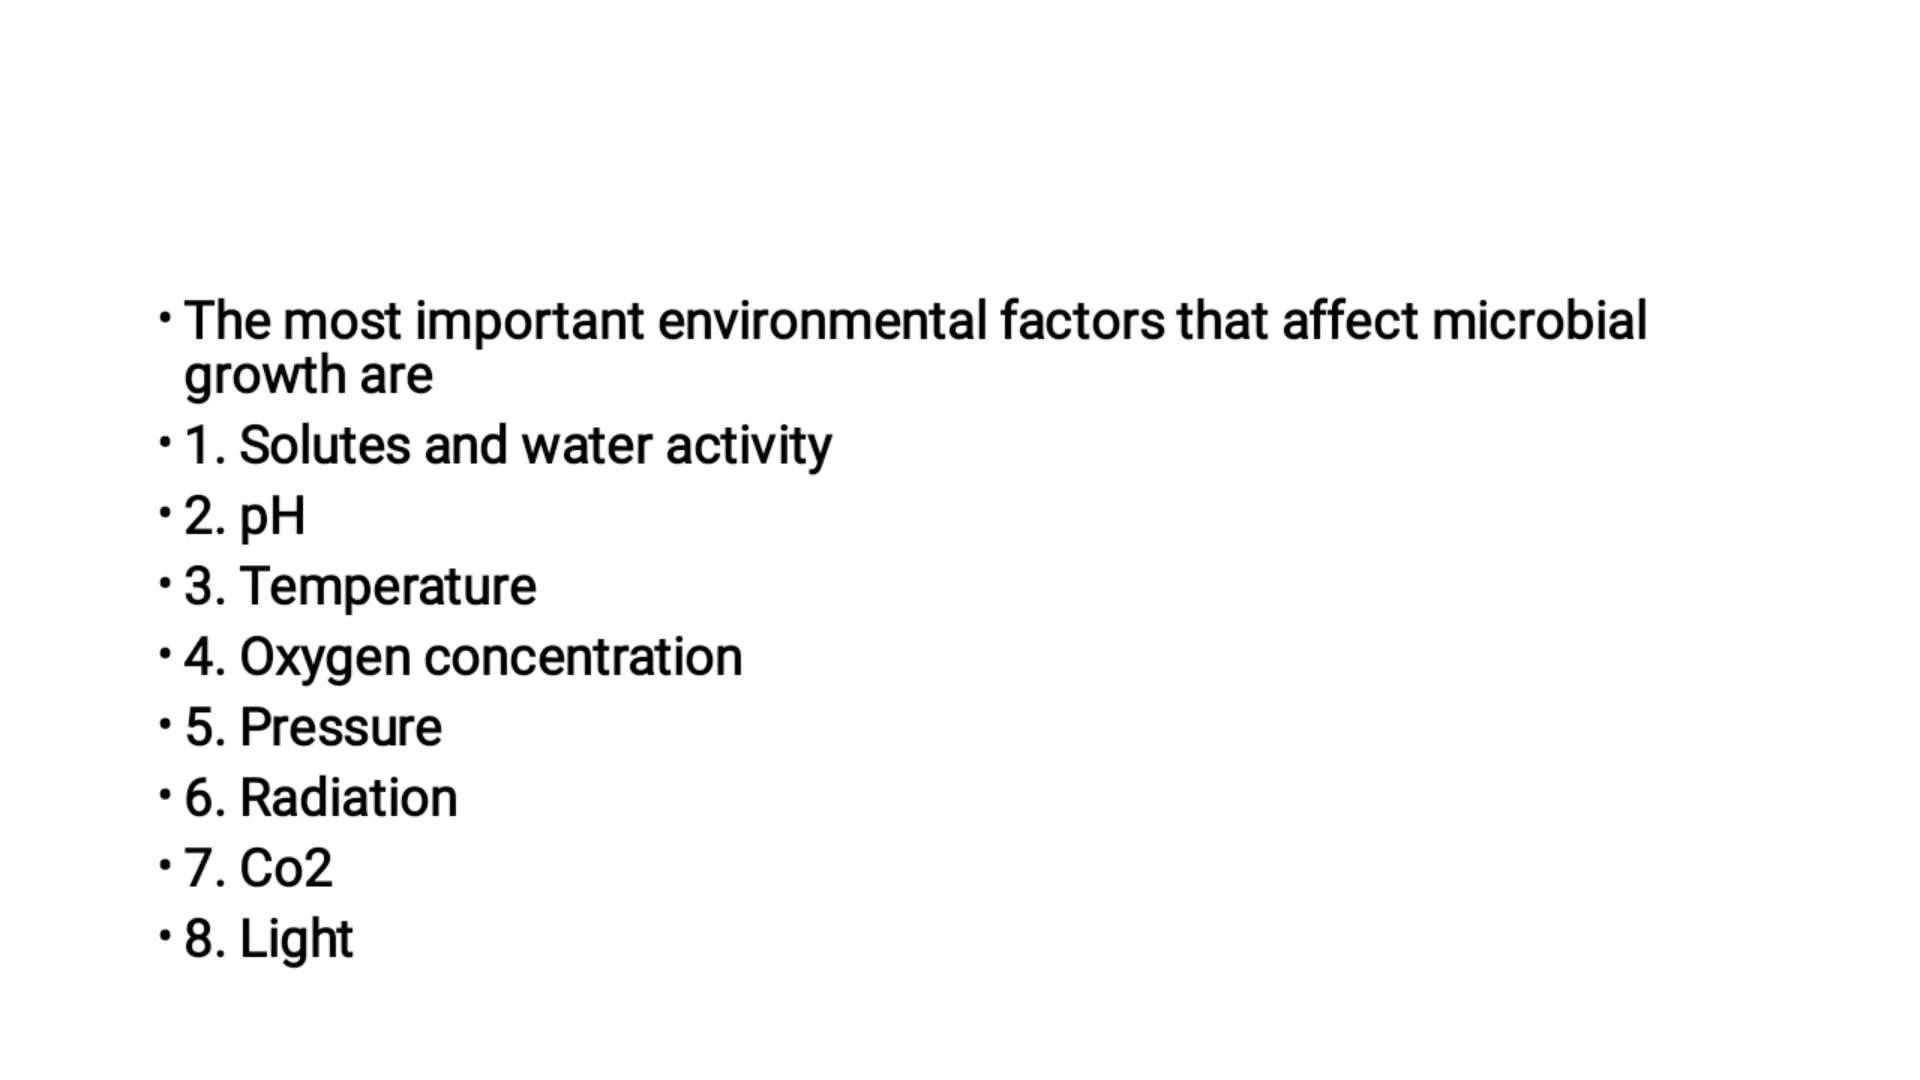 • The most important environmental factors that affect microbial
growth are
• 1. Solutes and water activity
• 2. pH
• 3. Temperature
• 4. Oxygen concentration
• 5. Pressure
• 6. Radiation
• 7. Co2
• 8. Light